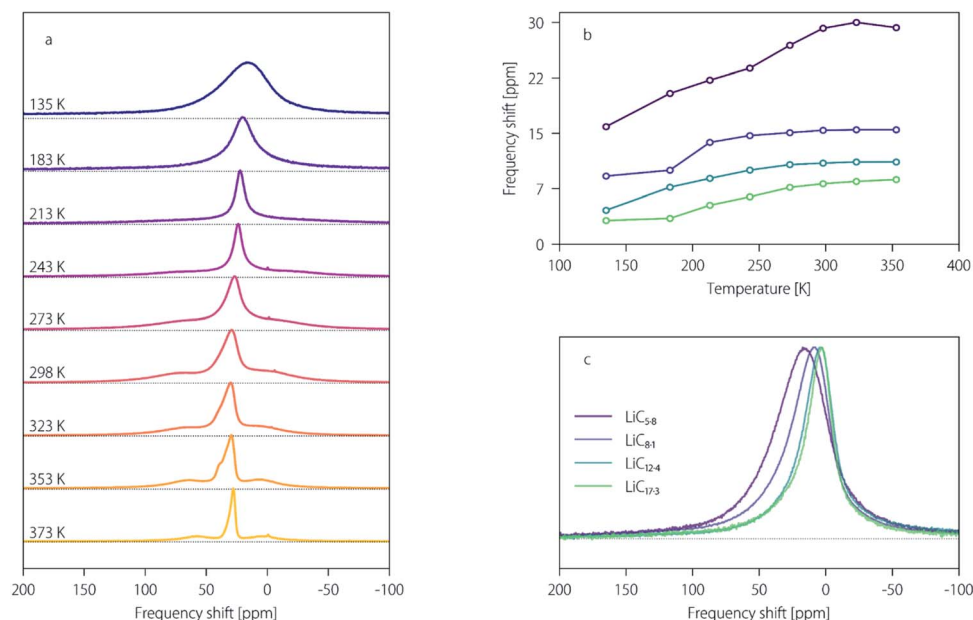 a
135 K
183 K
213 K
243 K
273 K
298 K
323 K
353 K
373 K
200 150 100 50 0 -50 -100
Frequency shift [ppm]
b
Frequency shift [ppm]
30
22
15
7
0
100 150 200 250 300 350 400
Temperature [K]
c
LiC5·8
LiC8·1
LiC12·4
LiC17·3
200 150 100 50 0 -50 -100
Frequency shift [ppm]